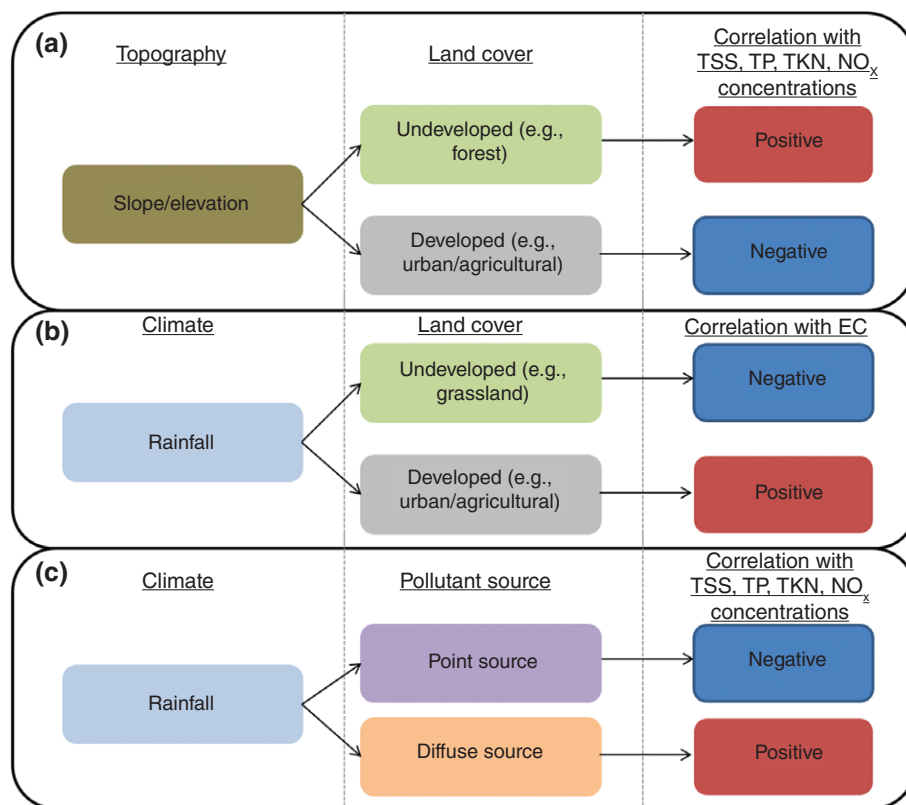 (a)
Topography
Land cover
Correlation with
TSS, TP, TKN, NOx
concentrations
Slope/elevation
Undeveloped (e.g.,
forest)
Positive
Developed (e.g.,
urban/agricultural)
Negative
(b)
Climate
Land cover
Correlation with EC
Rainfall
Undeveloped (e.g.,
grassland)
Negative
Developed (e.g.,
urban/agricultural)
Positive
(c)
Climate
Pollutant source
Correlation with
TSS, TP, TKN, NOx
concentrations
Rainfall
Point source
Negative
Diffuse source
Positive